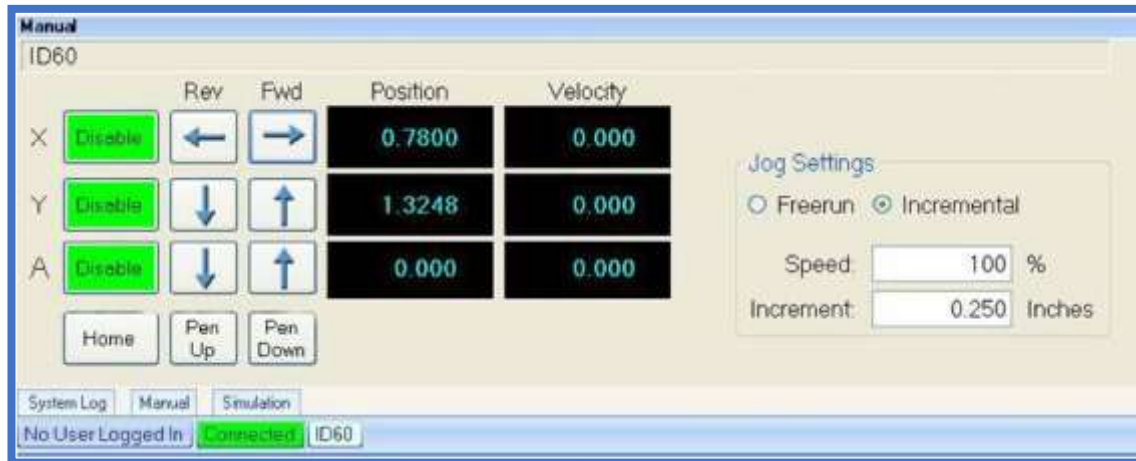 Manual
ID60
Rev Fwd Position Velocity
X Disable 0.7800 0.000
Jog Settings
Y Disable 1.3248 0.000
Freerun Incremental
A Disable 0.000 0.000
Speed: 100 %
Increment: 0.250 Inches
Home Pen Up Pen Down
System Log Manual Simulation
No User Logged In Connected ID60